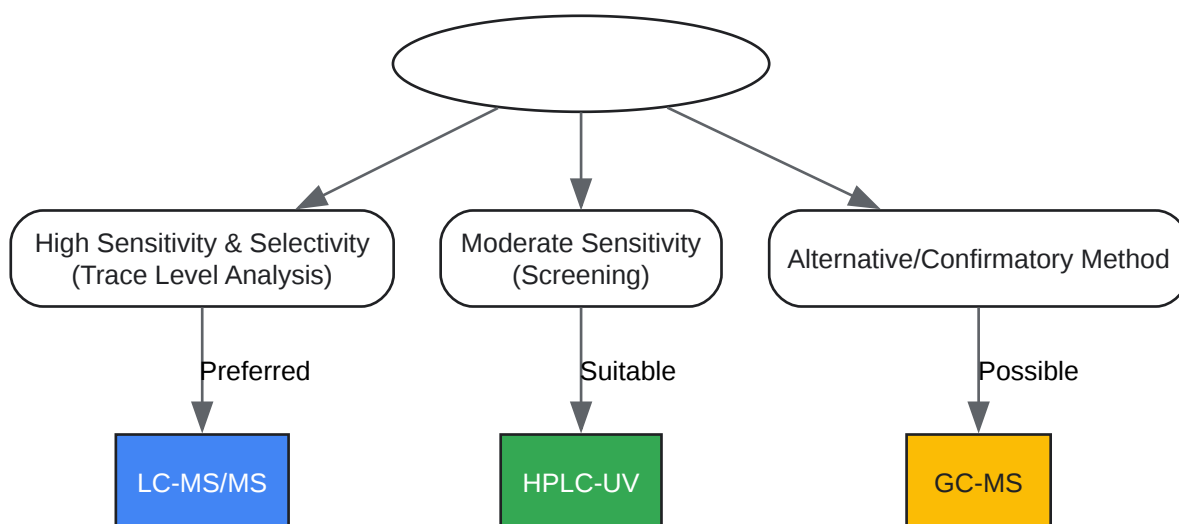 High Sensitivity & Selectivity
(Trace Level Analysis)
Moderate Sensitivity
(Screening)
Alternative/Confirmatory Method
Preferred
Suitable
Possible
LC-MS/MS
HPLC-UV
GC-MS